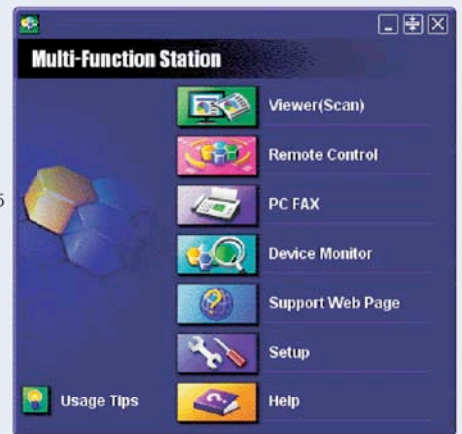 Multi-Function Station
Viewer(Scan)
Remote Control
PC FAX
Device Monitor
Support Web Page
Setup
Usage Tips
Help